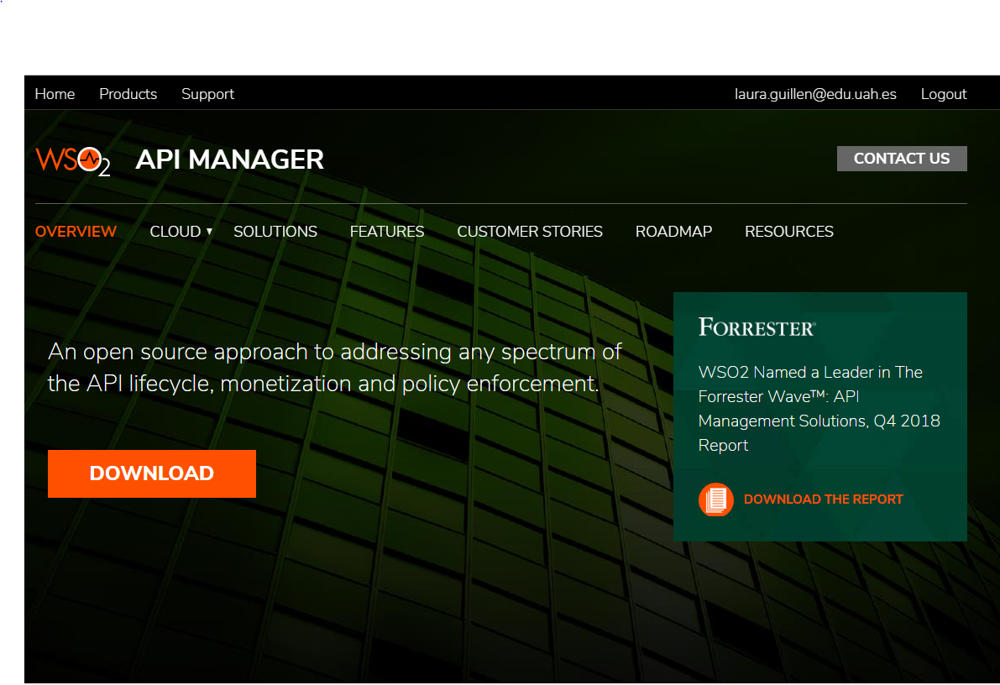 Home Products Support laura.guillen@edu.uah.es Logout
WSO2 API MANAGER CONTACT US
OVERVIEW CLOUD ▼ SOLUTIONS FEATURES CUSTOMER STORIES ROADMAP RESOURCES
An open source approach to addressing any spectrum of
the API lifecycle, monetization and policy enforcement.
DOWNLOAD
FORRESTER®
WSO2 Named a Leader in The
Forrester Wave™: API
Management Solutions, Q4 2018
Report
DOWNLOAD THE REPORT